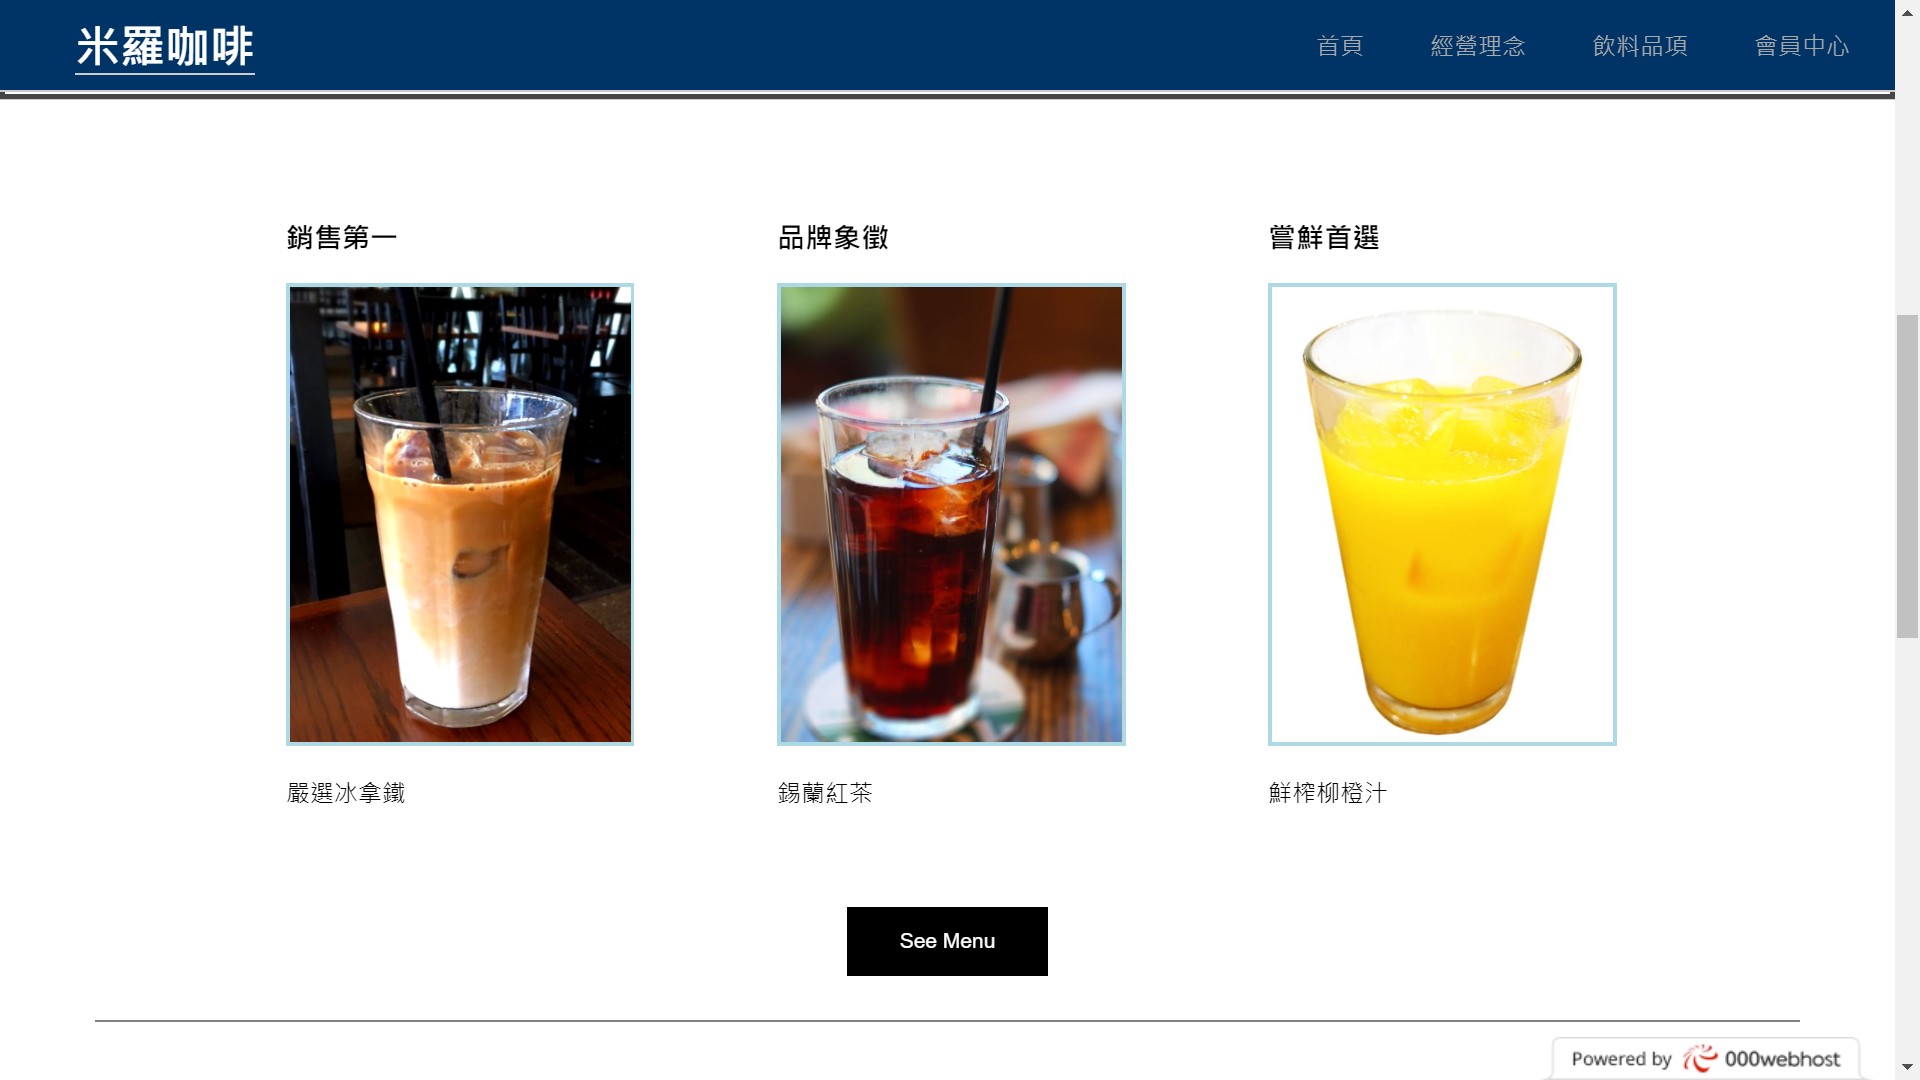 米羅咖啡
首頁 經營理念 飲料品項 會員中心
銷售第一 品牌象徵 嘗鮮首選
嚴選冰拿鐵 錫蘭紅茶 鮮榨柳橙汁
See Menu
Powered by 000webhost